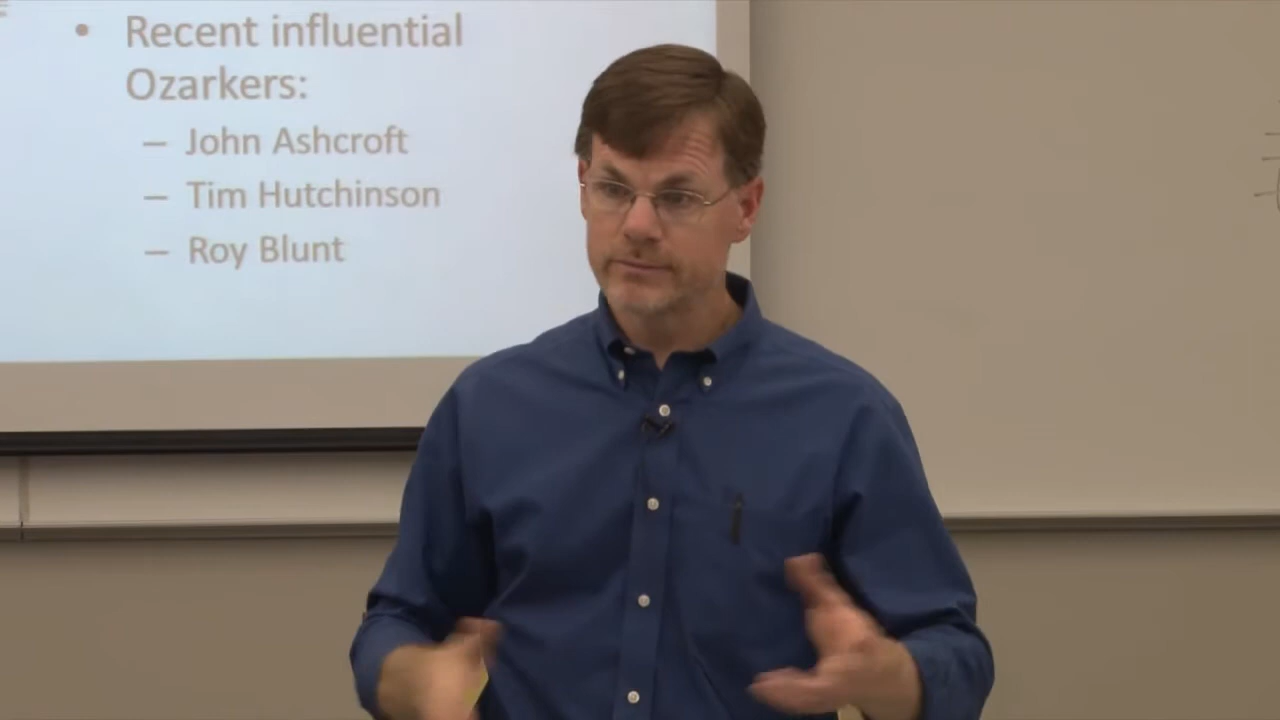 • Recent influential
Ozarkers:
– John Ashcroft
– Tim Hutchinson
– Roy Blunt